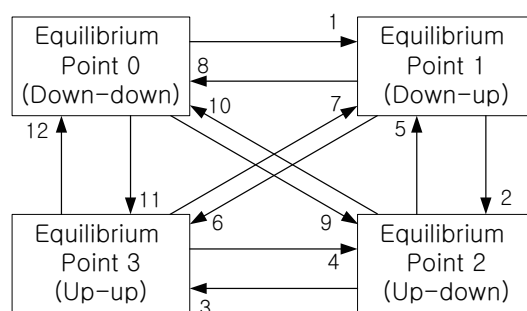 Equilibrium
Point 0
(Down-down)
1
8
Equilibrium
Point 1
(Down-up)
12
10
7
5
11
6
9
2
Equilibrium
Point 3
(Up-up)
4
3
Equilibrium
Point 2
(Up-down)